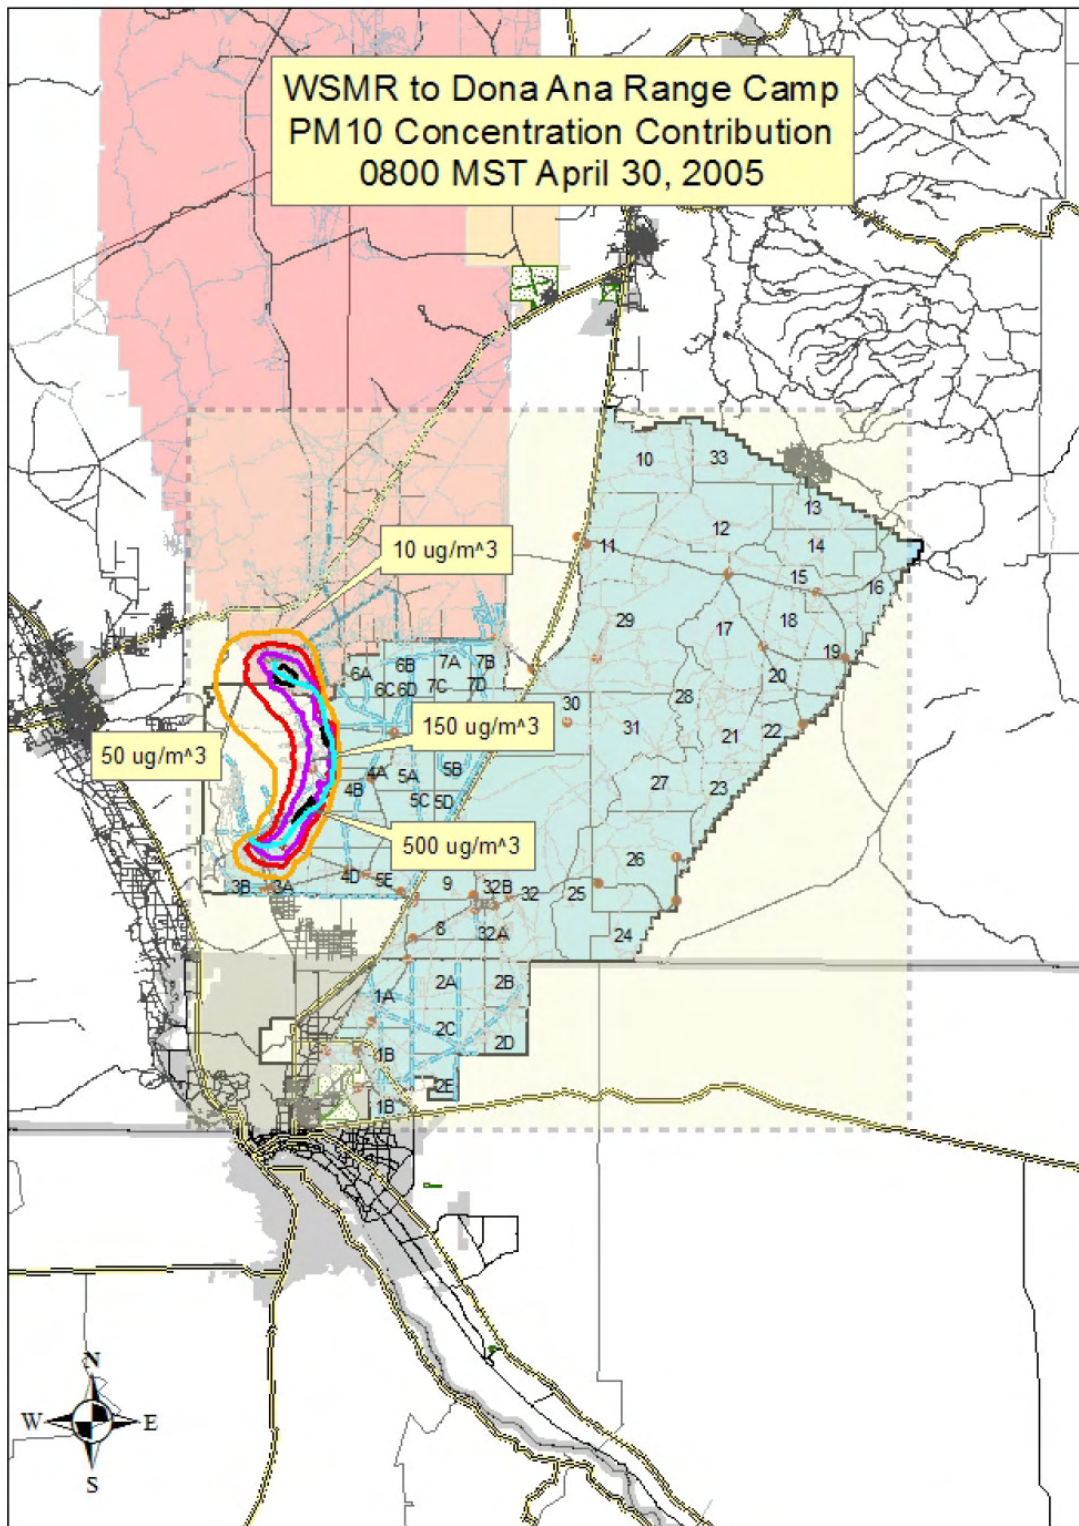 WSMR to Dona Ana Range Camp
PM10 Concentration Contribution
0800 MST April 30, 2005
10
33
13
12
14
11
10 ug/m^3
15
16
29
17
18
6A
6B
7A
7B
19
6C
6D
7C
7D
20
28
30
31
21
22
150 ug/m^3
50 ug/m^3
4A
5A
5B
27
23
4B
5C
5D
500 ug/m^3
26
3B
3A
4D
5E
9
32B
32
25
8
32A
24
2A
2B
1A
2C
2D
1B
2E
1B
N
W
E
S